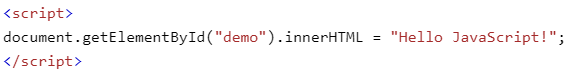 <script>
document.getElementById("demo").innerHTML = "Hello JavaScript!";
</script>